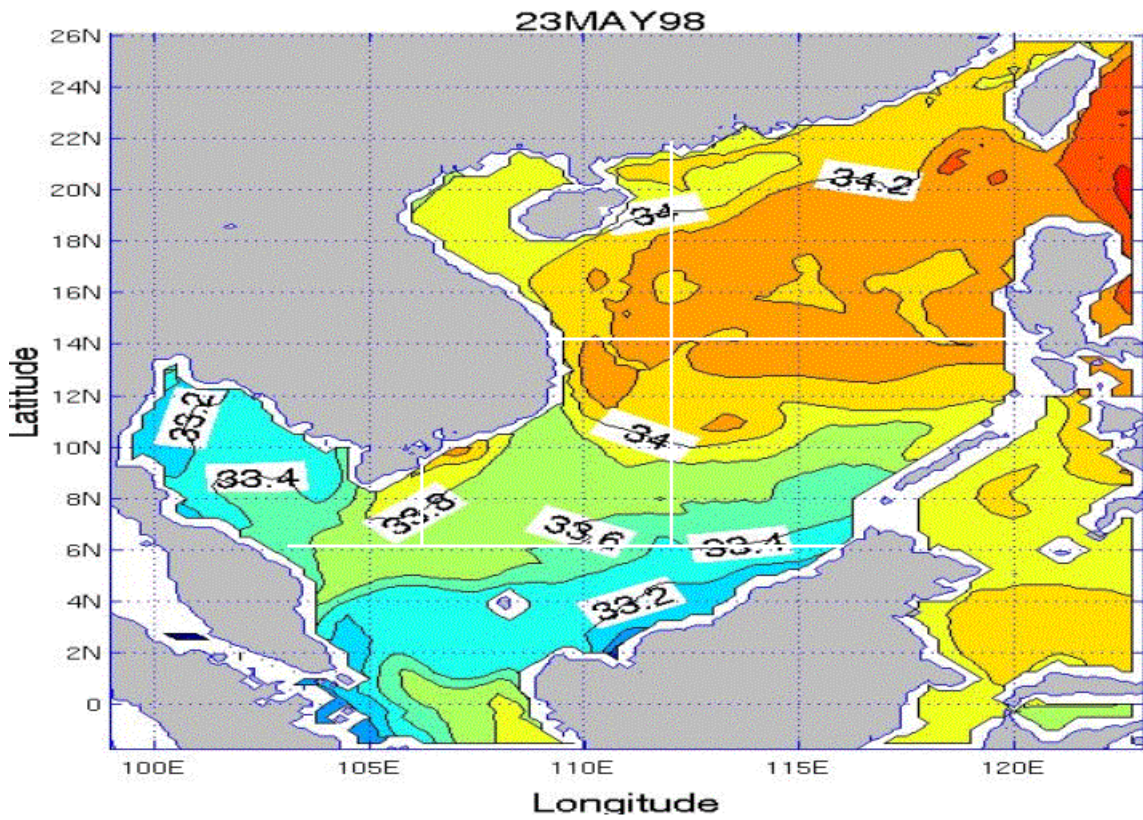 23MAY98
26N
24N
22N
20N
18N
16N
14N
12N
10N
8N
6N
4N
2N
0
Latitude
34.2
34
33.2
34
33.4
33.8
33.6
33.4
33.2
100E 105E 110E 115E 120E
Longitude